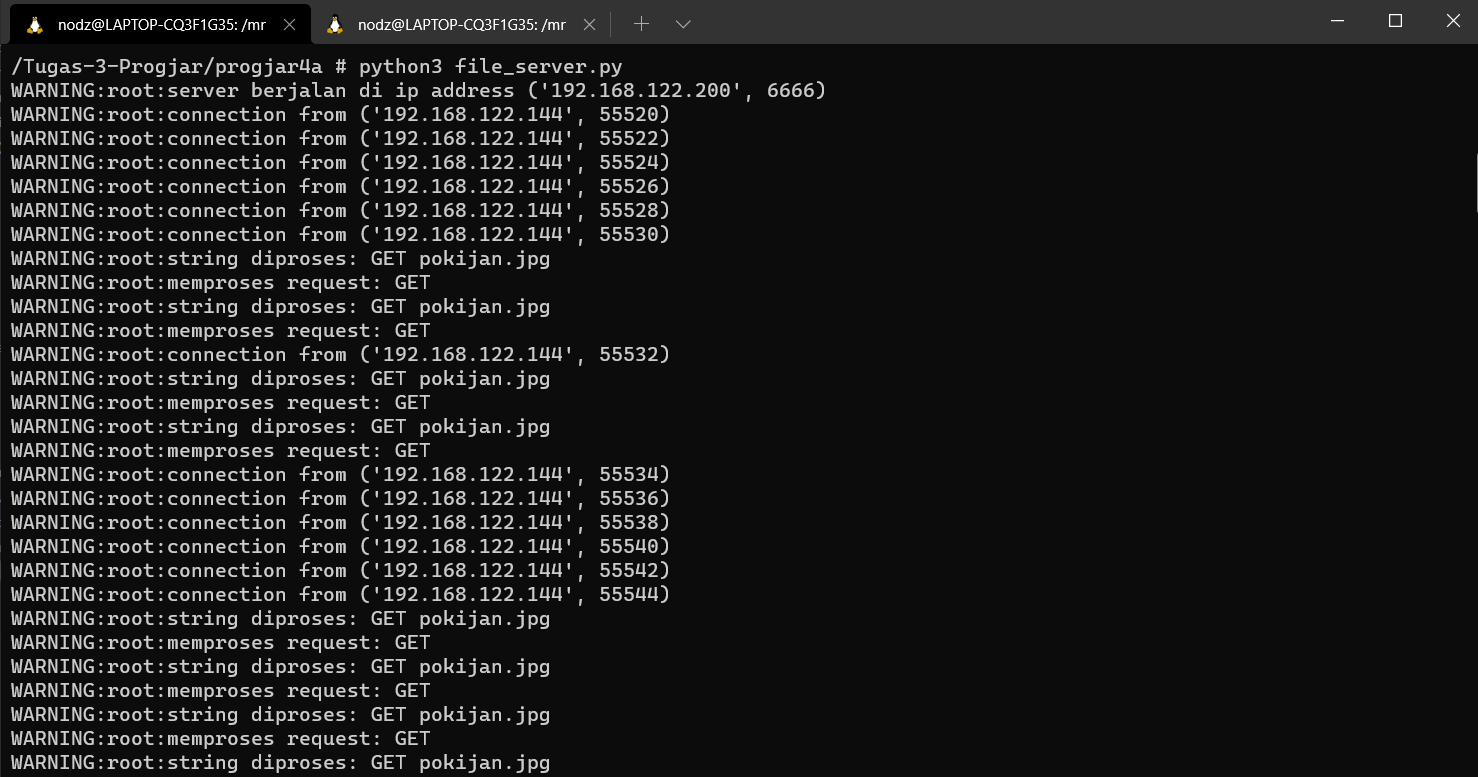 nodz@LAPTOP-CQ3F1G35: /mr
nodz@LAPTOP-CQ3F1G35: /mr
/Tugas-3-Progjar/progjar4a # python3 file_server.py
WARNING:root:server berjalan di ip address ('192.168.122.200', 6666)
WARNING:root:connection from ('192.168.122.144', 55520)
WARNING:root:connection from ('192.168.122.144', 55522)
WARNING:root:connection from ('192.168.122.144', 55524)
WARNING:root:connection from ('192.168.122.144', 55526)
WARNING:root:connection from ('192.168.122.144', 55528)
WARNING:root:connection from ('192.168.122.144', 55530)
WARNING:root:string diproses: GET pokijan.jpg
WARNING:root:memproses request: GET
WARNING:root:string diproses: GET pokijan.jpg
WARNING:root:memproses request: GET
WARNING:root:connection from ('192.168.122.144', 55532)
WARNING:root:string diproses: GET pokijan.jpg
WARNING:root:memproses request: GET
WARNING:root:string diproses: GET pokijan.jpg
WARNING:root:memproses request: GET
WARNING:root:connection from ('192.168.122.144', 55534)
WARNING:root:connection from ('192.168.122.144', 55536)
WARNING:root:connection from ('192.168.122.144', 55538)
WARNING:root:connection from ('192.168.122.144', 55540)
WARNING:root:connection from ('192.168.122.144', 55542)
WARNING:root:connection from ('192.168.122.144', 55544)
WARNING:root:string diproses: GET pokijan.jpg
WARNING:root:memproses request: GET
WARNING:root:string diproses: GET pokijan.jpg
WARNING:root:memproses request: GET
WARNING:root:string diproses: GET pokijan.jpg
WARNING:root:memproses request: GET
WARNING:root:string diproses: GET pokijan.jpg